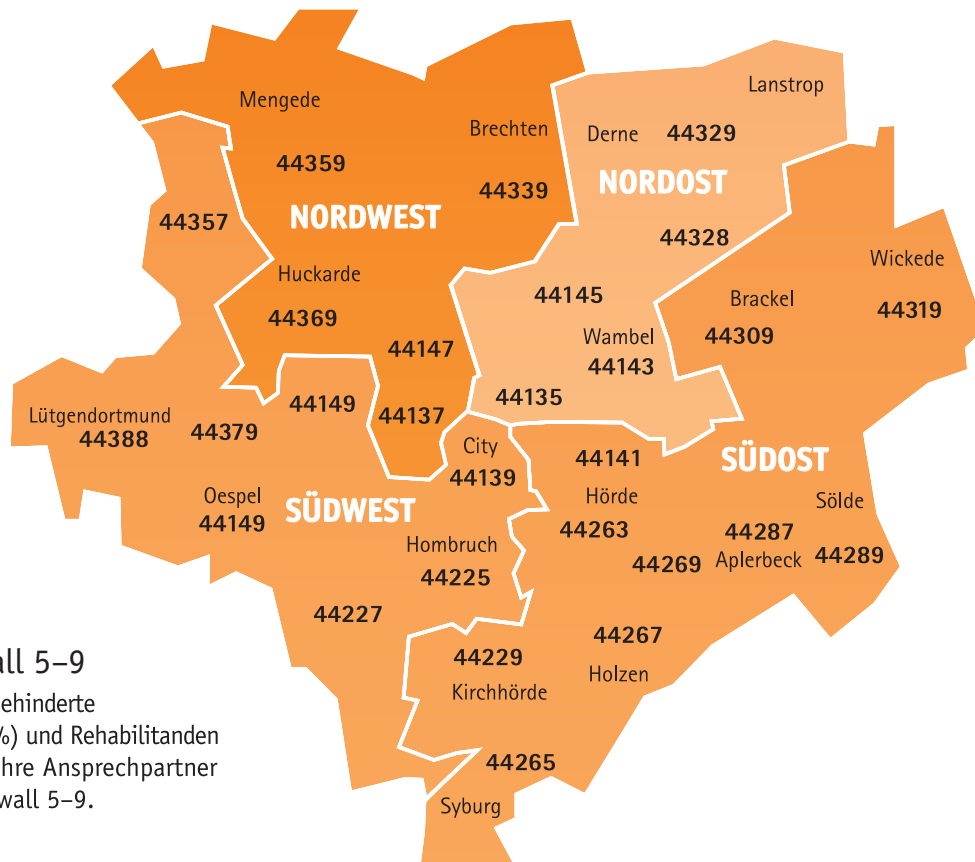 Lanstrop
Mengede
Brechten
Derne 44329
44359
NORDOST
44339
NORDWEST
44357
44328
Wickede
Huckarde
44145
Brackel
44369
44319
Wambel
44309
44147
44143
44135
44149
44137
Lütgendortmund
44388
44379
City
44141
SÜDOST
44139
Oespel
Hörde
Sölde
SÜDWEST
44149
44263
44287
Hombruch
44269
Aplerbeck
44289
44225
44227
44267
44229
Holzen
Kirchhörde
all 5–9
ehinderte
%) und Rehabilitanden
hre Ansprechpartner
wall 5–9.
44265
Syburg